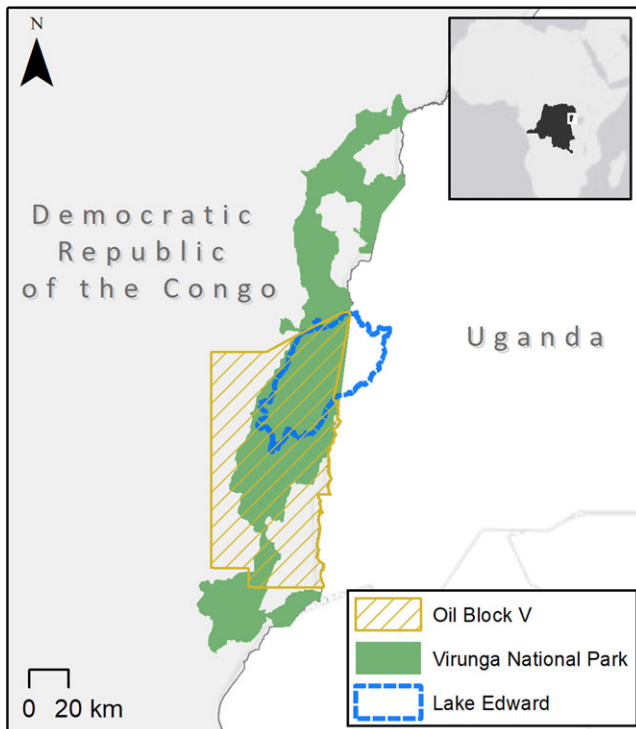 N
Democratic
Republic
of the Congo
Uganda
Oil Block V
Virunga National Park
Lake Edward
0 20 km